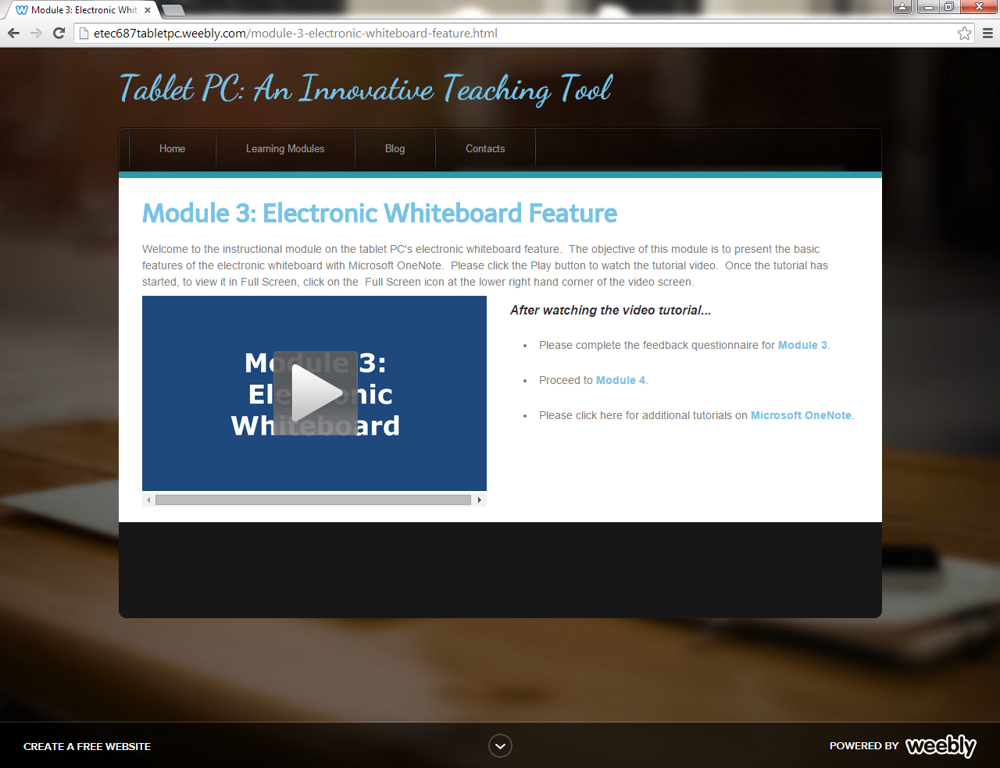 Module 3: Electronic Whit
etec687tabletpc.weebly.com/module-3-electronic-whiteboard-feature.html
Tablet PC: An Innovative Teaching Tool
Home Learning Modules Blog Contacts
Module 3: Electronic Whiteboard Feature
Welcome to the instructional module on the tablet PC's electronic whiteboard feature.  The objective of this module is to present the basic
features of the electronic whiteboard with Microsoft OneNote.  Please click the Play button to watch the tutorial video.  Once the tutorial has
started, to view it in Full Screen, click on the  Full Screen icon at the lower right hand corner of the video screen.
Module 3:
Electronic
Whiteboard
After watching the video tutorial...
• Please complete the feedback questionnaire for Module 3.
• Proceed to Module 4.
• Please click here for additional tutorials on Microsoft OneNote.
CREATE A FREE WEBSITE
POWERED BY weebly